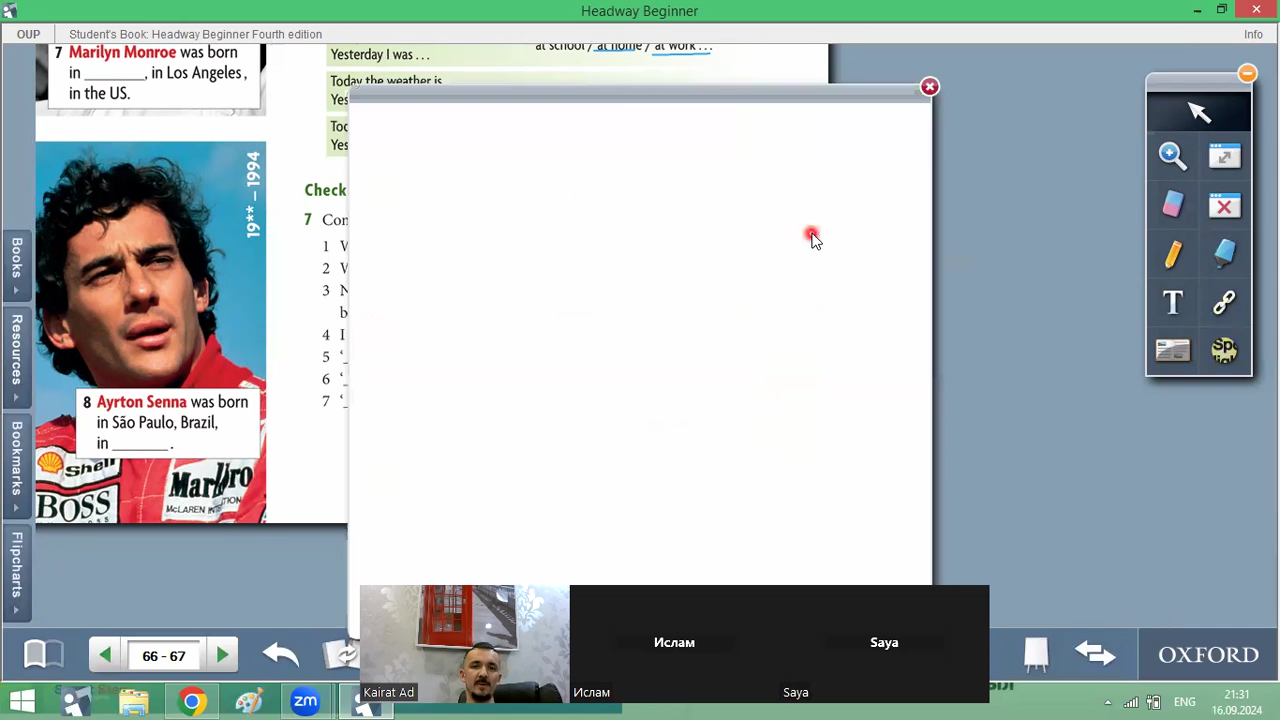 Headway Beginner
OUP
Student's Book: Headway Beginner Fourth edition
Info
7 Marilyn Monroe was born
in ________, in Los Angeles,
in the US.
at school / at home / at work . . .
Yesterday I was . . .
Today the weather is
Yes
Yes
19** – 1994
Check
7 Con
1 W
2 W
3 N
b
4 I
5 '_
6 '_
7 '_
8 Ayrton Senna was born
in São Paulo, Brazil,
in ________ .
Shell
BOSS
Marlboro
McLAREN
Books
Resources
Bookmarks
Flipcharts
T
66 - 67
OXFORD
Ислам
Saya
Kairat Ad
Ислам
Saya
zm
ENG
21:31
16.09.2024